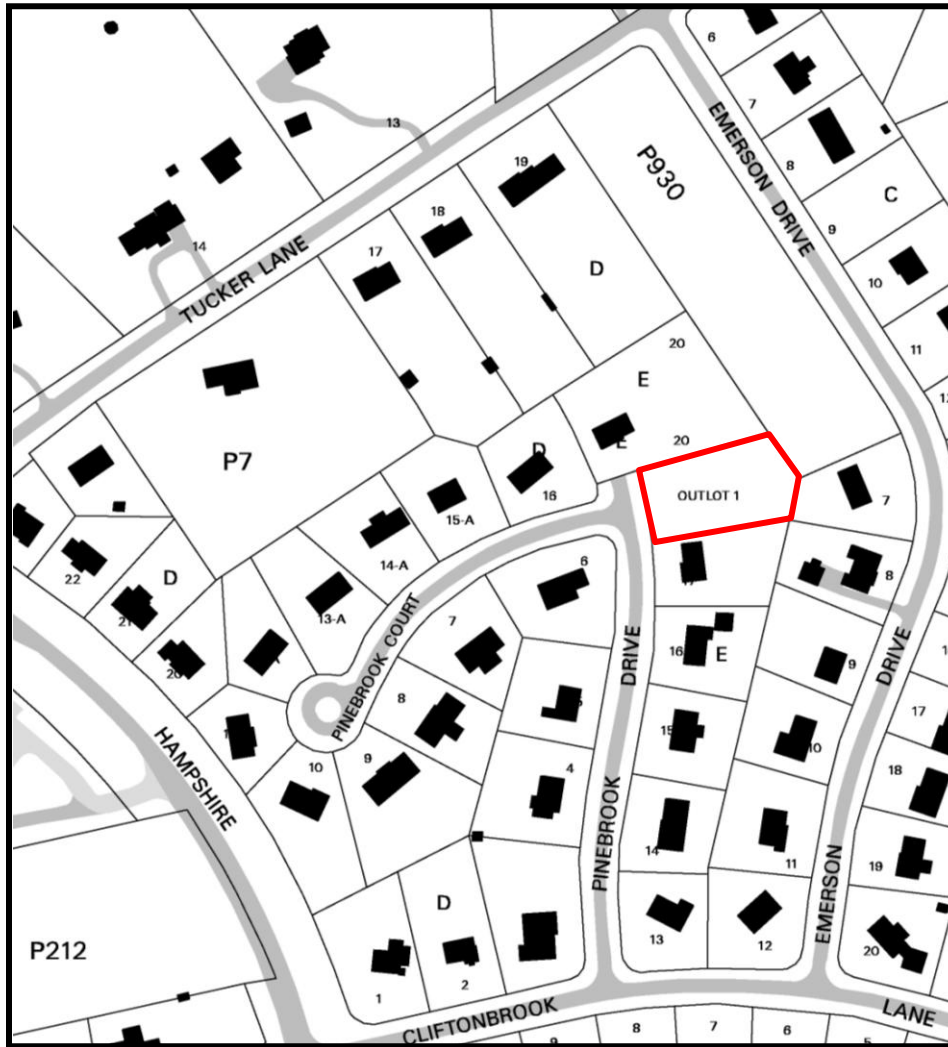 6
7
8
C
9
10
11
EMERSON DRIVE
P930
13
19
18
17
14
TUCKER LANE
D
20
E
20
E
P7
D
16
15-A
14-A
OUTLOT 1
7
8
22
D
21
20
13-A
PINEBROOK COURT
6
7
17
16
E
9
DRIVE
DRIVE
8
15
10
17
HAMPSHIRE
10
9
4
18
PINEBROOK
14
11
19
EMERSON
D
P212
13
12
20
1
2
CLIFTONBROOK
LANE
9
8
7
6
5